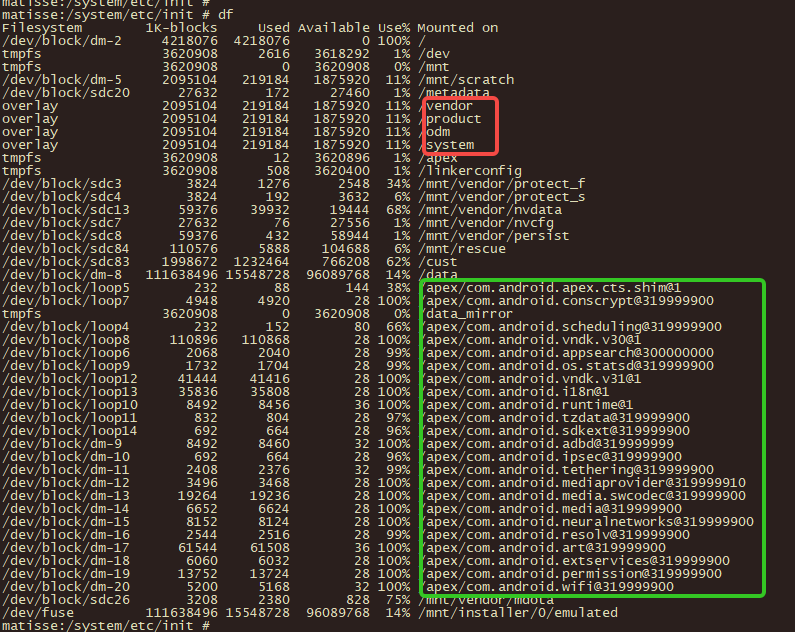 matisse:/system/etc/init #
matisse:/system/etc/init # df
Filesystem 1K-blocks Used Available Use% Mounted on
/dev/block/dm-2 4218076 4218076 0 100% /
tmpfs 3620908 2616 3618292 1% /dev
tmpfs 3620908 0 3620908 0% /mnt
/dev/block/dm-5 2095104 219184 1875920 11% /mnt/scratch
/dev/block/sdc20 27632 172 27460 1% /metadata
overlay 2095104 219184 1875920 11% /vendor
overlay 2095104 219184 1875920 11% /product
overlay 2095104 219184 1875920 11% /odm
overlay 2095104 219184 1875920 11% /system
tmpfs 3620908 12 3620896 1% /apex
tmpfs 3620908 508 3620400 1% /linkerconfig
/dev/block/sdc3 3824 1276 2548 34% /mnt/vendor/protect_f
/dev/block/sdc4 3824 192 3632 6% /mnt/vendor/protect_s
/dev/block/sdc13 59376 39932 19444 68% /mnt/vendor/nvdata
/dev/block/sdc7 27632 76 27556 1% /mnt/vendor/nvcfg
/dev/block/sdc8 59376 432 58944 1% /mnt/vendor/persist
/dev/block/sdc84 110576 5888 104688 6% /mnt/rescue
/dev/block/sdc83 1998672 1232464 766208 62% /cust
/dev/block/dm-8 111638496 15548728 96089768 14% /data
/dev/block/loop5 232 88 144 38% /apex/com.android.apex.cts.shim@1
/dev/block/loop7 4948 4920 28 100% /apex/com.android.conscrypt@319999900
tmpfs 3620908 0 3620908 0% /data_mirror
/dev/block/loop4 232 152 80 66% /apex/com.android.scheduling@319999900
/dev/block/loop8 110896 110868 28 100% /apex/com.android.vndk.v30@1
/dev/block/loop6 2068 2040 28 99% /apex/com.android.appsearch@300000000
/dev/block/loop9 1732 1704 28 99% /apex/com.android.os.statsd@319999900
/dev/block/loop12 41444 41416 28 100% /apex/com.android.vndk.v31@1
/dev/block/loop13 35836 35808 28 100% /apex/com.android.i18n@1
/dev/block/loop10 8492 8456 36 100% /apex/com.android.runtime@1
/dev/block/loop11 832 804 28 97% /apex/com.android.tzdata@319999900
/dev/block/loop14 692 664 28 96% /apex/com.android.sdkext@319999900
/dev/block/dm-9 8492 8460 32 100% /apex/com.android.adbd@319999999
/dev/block/dm-10 692 664 28 96% /apex/com.android.ipsec@319999900
/dev/block/dm-11 2408 2376 32 99% /apex/com.android.tethering@319999900
/dev/block/dm-12 3496 3468 28 100% /apex/com.android.mediaprovider@319999910
/dev/block/dm-13 19264 19236 28 100% /apex/com.android.media.swcodec@319999900
/dev/block/dm-14 6652 6624 28 100% /apex/com.android.media@319999900
/dev/block/dm-15 8152 8124 28 100% /apex/com.android.neuralnetworks@319999900
/dev/block/dm-16 2544 2516 28 99% /apex/com.android.resolv@319999900
/dev/block/dm-17 61544 61508 36 100% /apex/com.android.art@319999900
/dev/block/dm-18 6060 6032 28 100% /apex/com.android.extservices@319999900
/dev/block/dm-19 13752 13724 28 100% /apex/com.android.permission@319999900
/dev/block/dm-20 5200 5168 32 100% /apex/com.android.wifi@319999900
/dev/block/sdc26 3208 2380 828 75% /mnt/vendor/mdota
/dev/fuse 111638496 15548728 96089768 14% /mnt/installer/0/emulated
matisse:/system/etc/init #